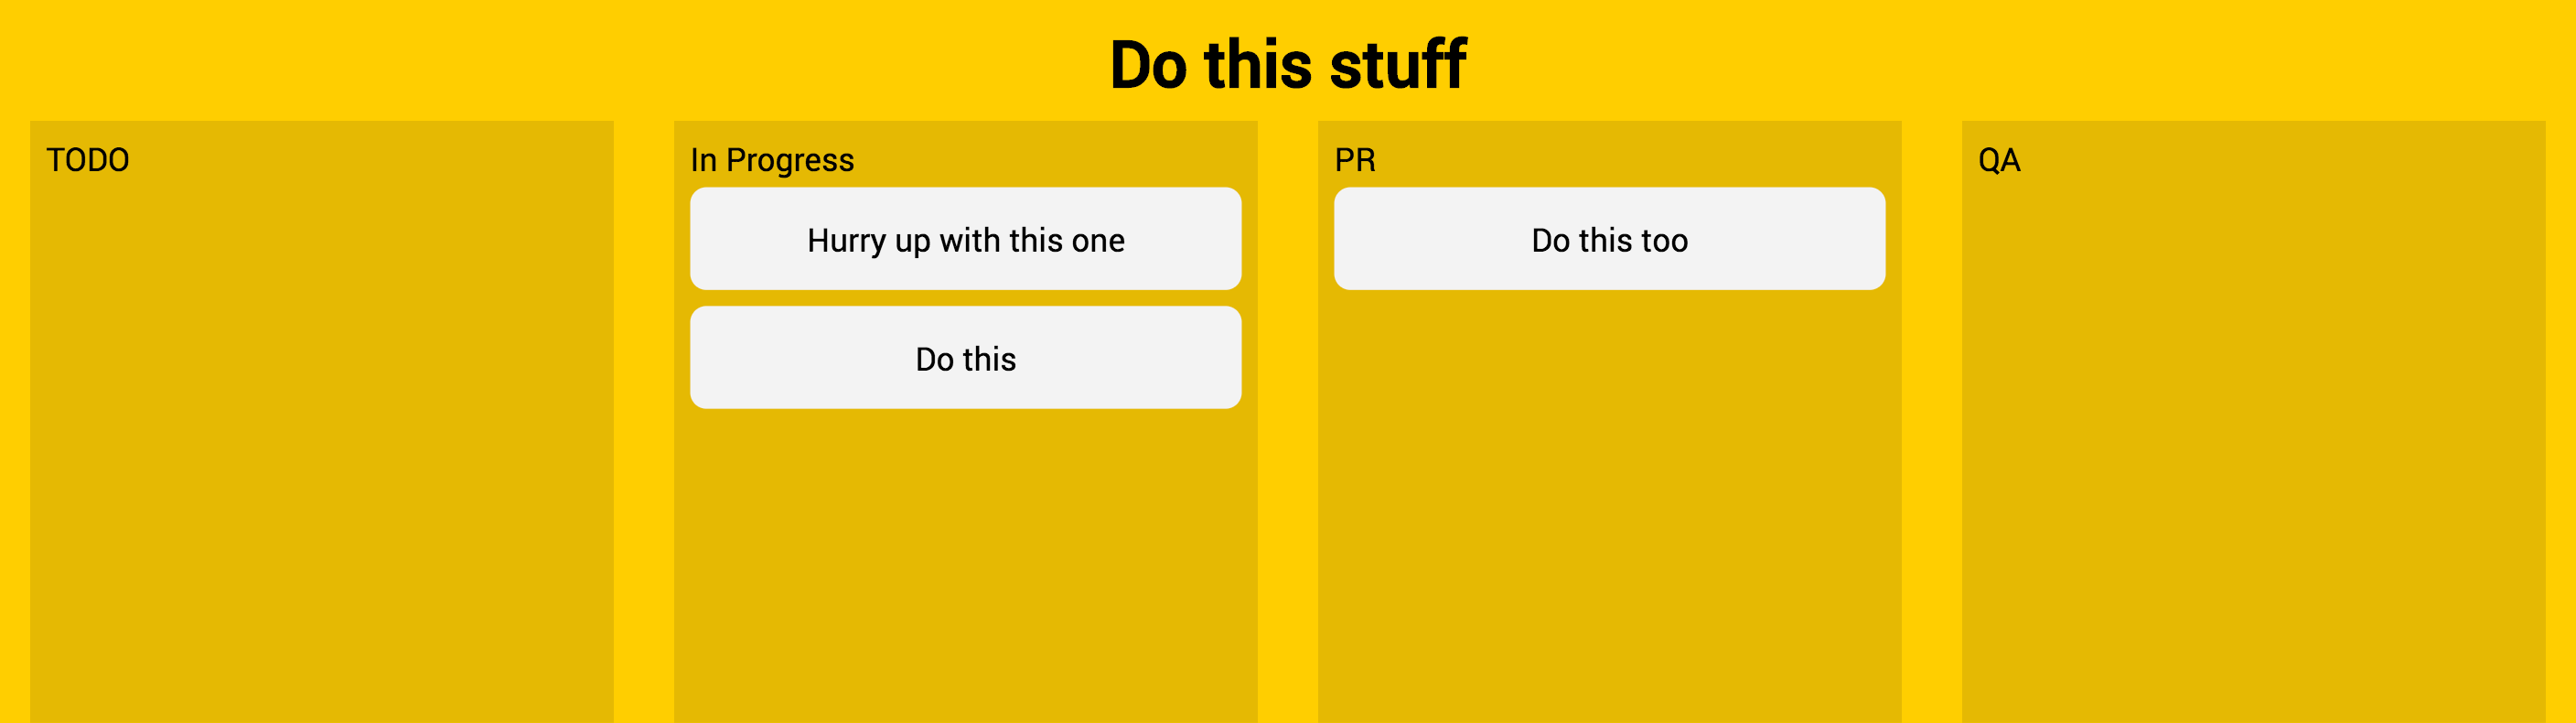 Do this stuff
TODO
In Progress
Hurry up with this one
Do this
PR
Do this too
QA